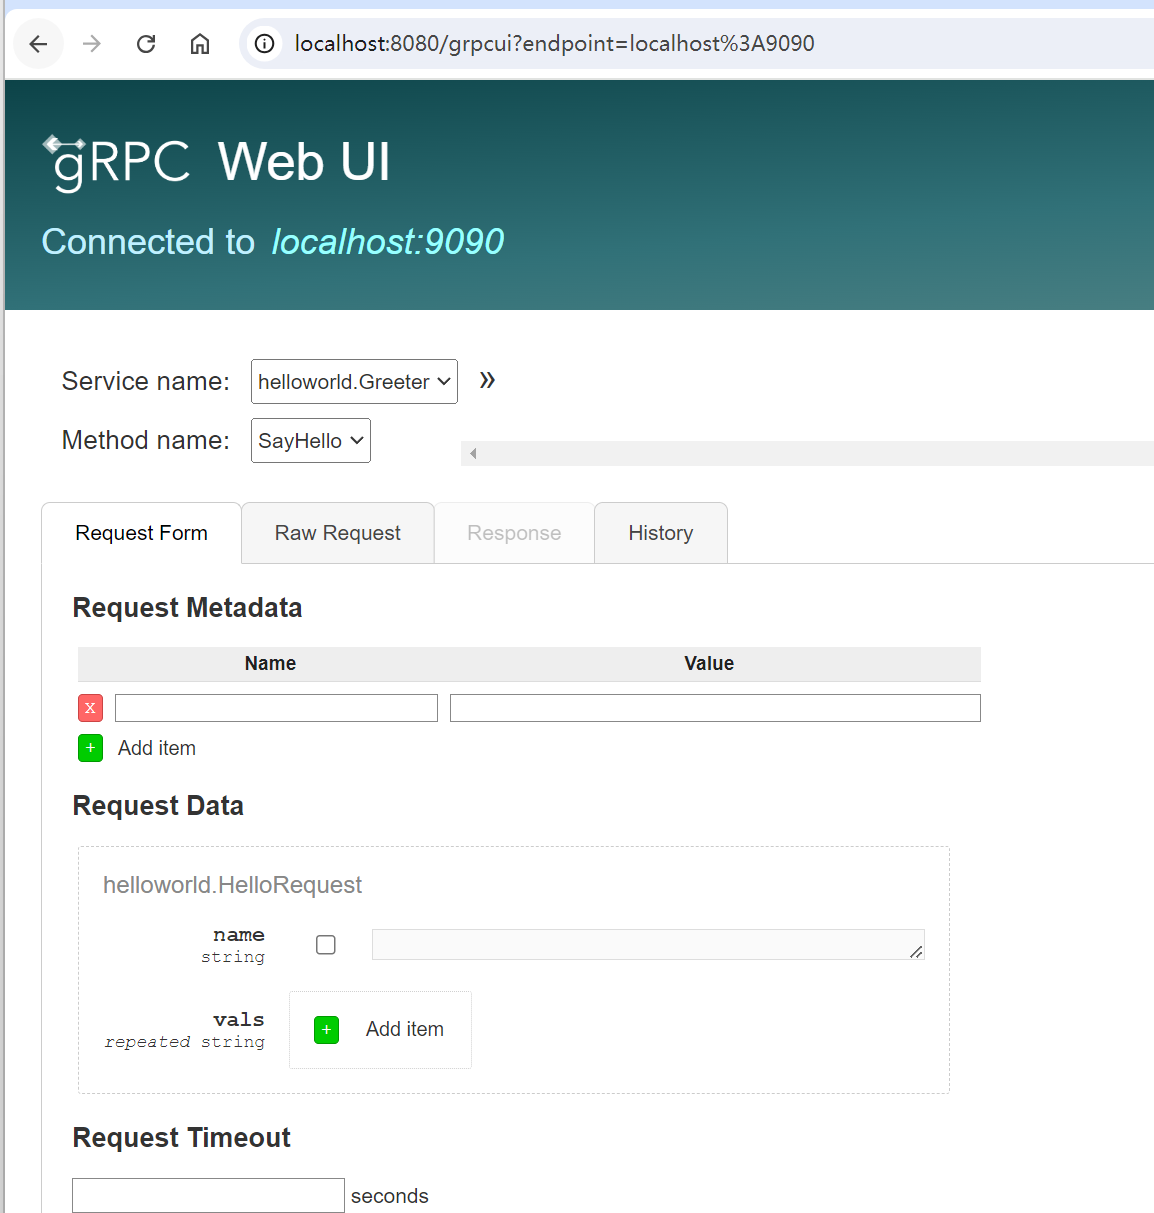 localhost:8080/grpcui?endpoint=localhost%3A9090
gRPC Web UI
Connected to localhost:9090
Service name: helloworld.Greeter »
Method name: SayHello
Request Form Raw Request Response History
Request Metadata
Name Value
X
+ Add item
Request Data
helloworld.HelloRequest
name
string
vals
repeated string
+ Add item
Request Timeout
seconds